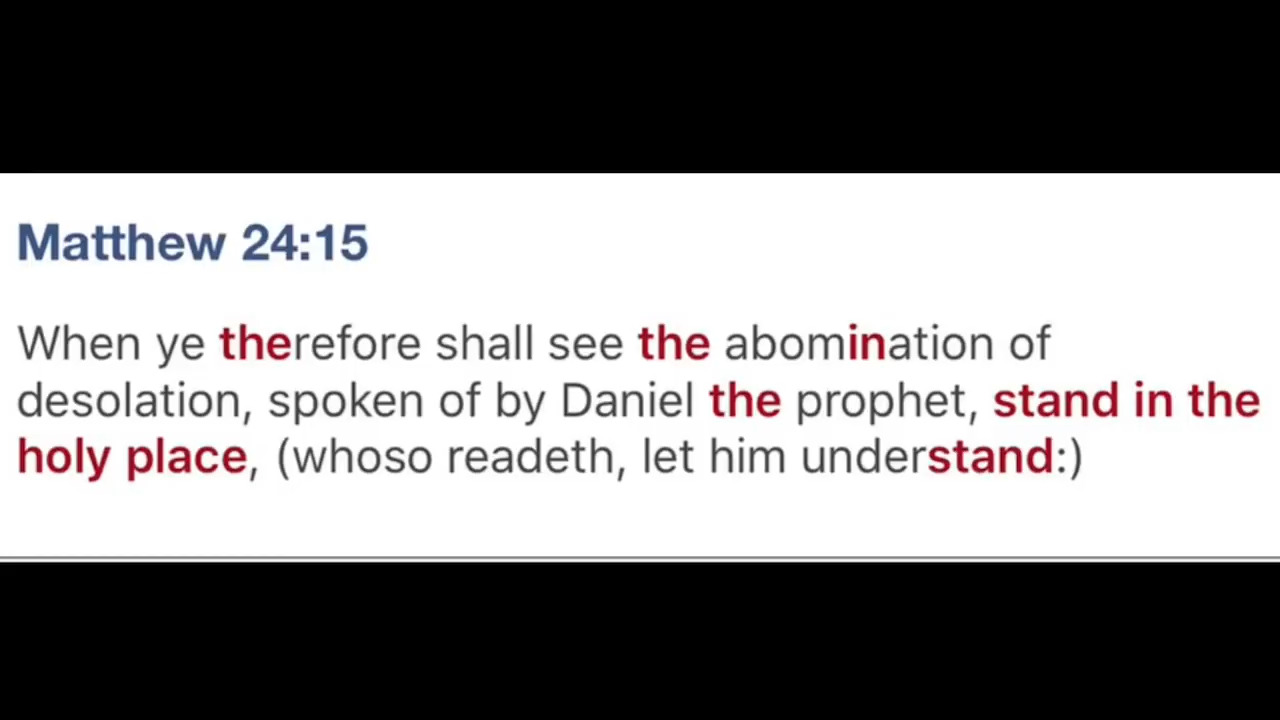 Matthew 24:15
When ye therefore shall see the abomination of
desolation, spoken of by Daniel the prophet, stand in the
holy place, (whoso readeth, let him understand:)